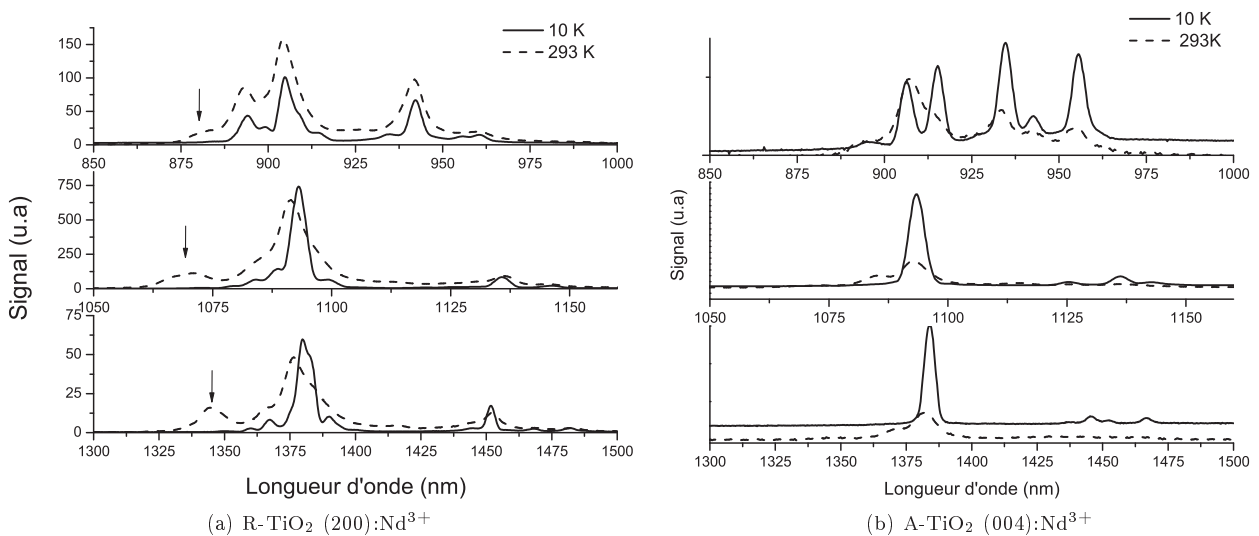 10 K
293 K
150
100
50
0
850 875 900 925 950 975 1000
750
500
250
0
1050 1075 1100 1125 1150
75
50
25
0
1300 1325 1350 1375 1400 1425 1450 1475 1500
Signal (u.a)
Longueur d'onde (nm)
(a) R-TiO₂ (200):Nd³⁺
10 K
293K
850 875 900 925 950 975 1000
1050 1075 1100 1125 1150
1300 1325 1350 1375 1400 1425 1450 1475 1500
Signal (u.a)
Longueur d'onde (nm)
(b) A-TiO₂ (004):Nd³⁺